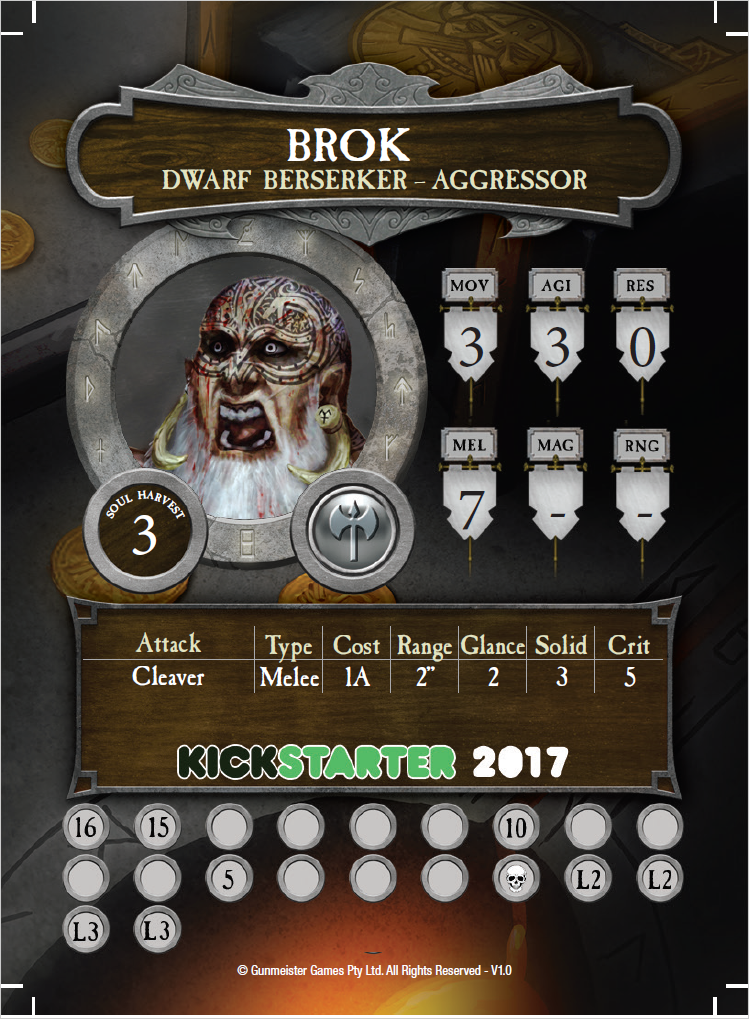 BROK
DWARF BERSERKER – AGGRESSOR
MOV AGI RES
3 3 0
MEL MAG RNG
7 - -
SOUL HARVEST
3
Attack Type Cost Range Glance Solid Crit
Cleaver Melee 1A 2” 2 3 5
KICKSTARTER 2017
16 15 10
5 L2 L2
L3 L3
© Gunmeister Games Pty Ltd. All Rights Reserved - V1.0